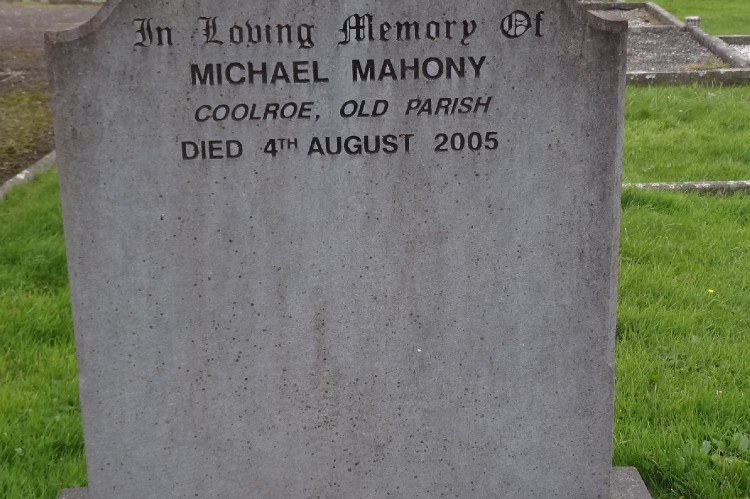 In Loving Memory Of
MICHAEL MAHONY
COOLROE, OLD PARISH
DIED 4TH AUGUST 2005